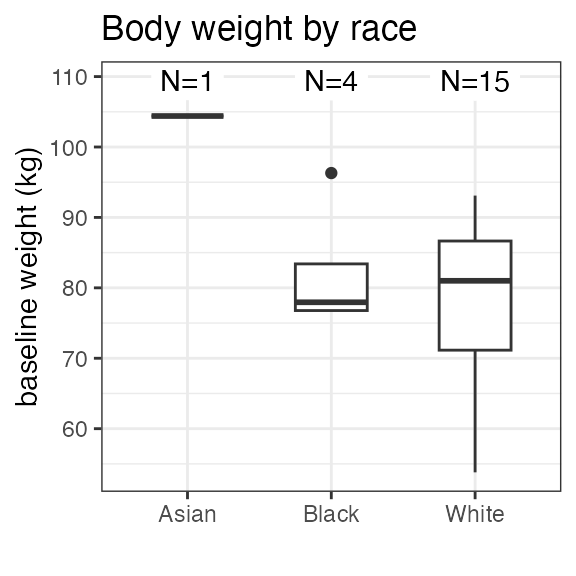 Body weight by race
N=1 N=4 N=15
baseline weight (kg)
110
100
90
80
70
60
Asian Black White